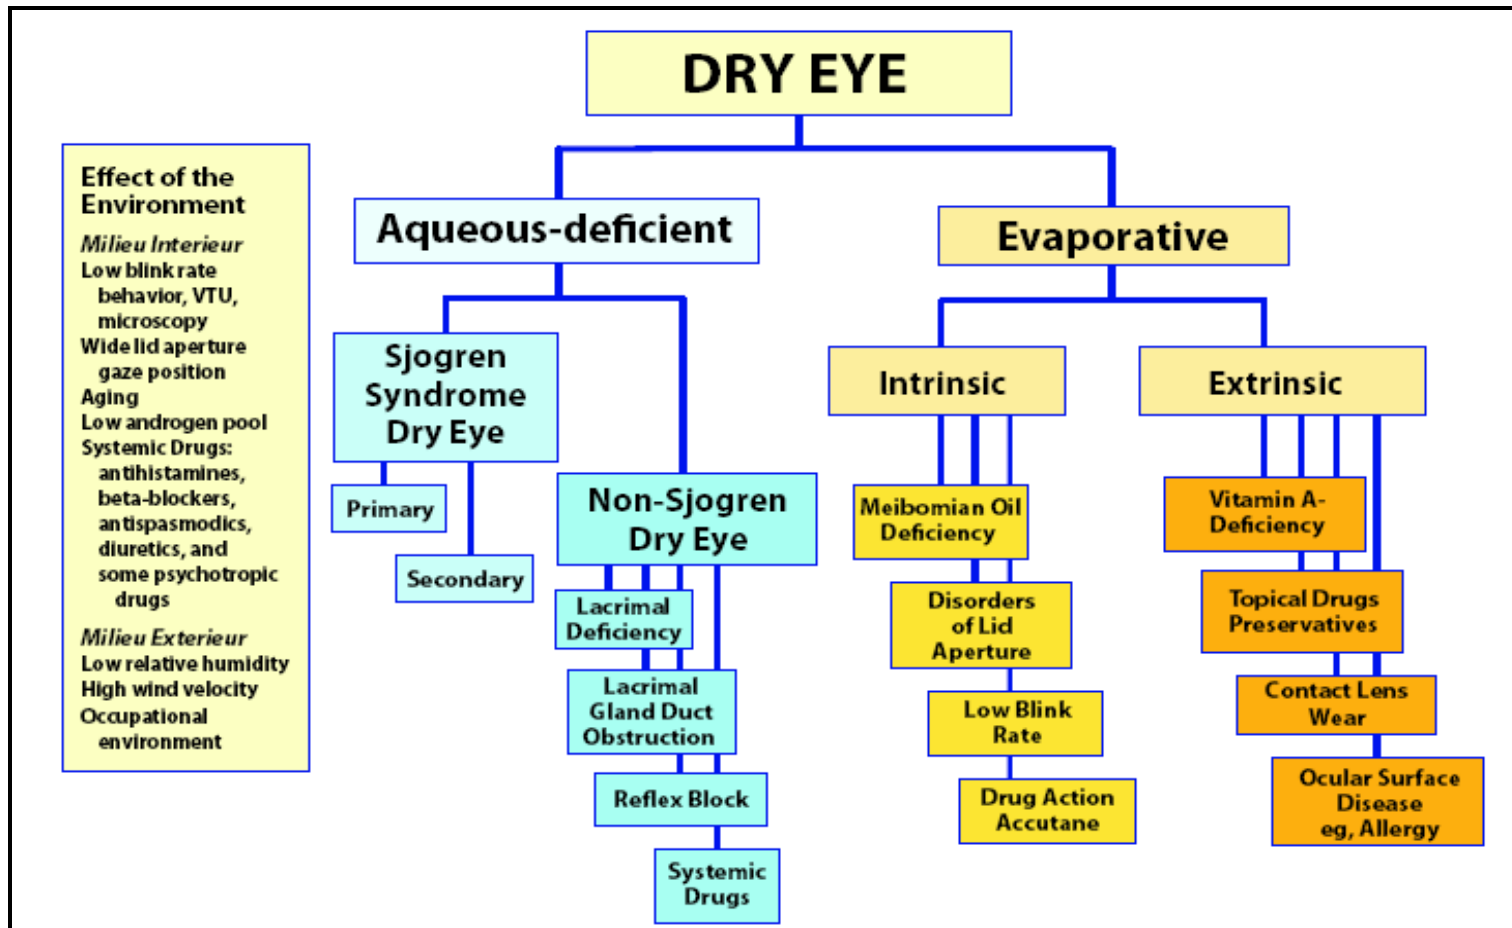 DRY EYE
Effect of the
Environment
Milieu Interieur
Low blink rate
behavior, VTU,
microscopy
Wide lid aperture
gaze position
Aging
Low androgen pool
Systemic Drugs:
antihistamines,
beta-blockers,
antispasmodics,
diuretics, and
some psychotropic
drugs
Milieu Exterieur
Low relative humidity
High wind velocity
Occupational
environment
Aqueous-deficient
Sjogren
Syndrome
Dry Eye
Primary
Secondary
Non-Sjogren
Dry Eye
Lacrimal
Deficiency
Lacrimal
Gland Duct
Obstruction
Reflex Block
Systemic
Drugs
Evaporative
Intrinsic
Meibomian Oil
Deficiency
Disorders
of Lid
Aperture
Low Blink
Rate
Drug Action
Accutane
Extrinsic
Vitamin A-
Deficiency
Topical Drugs
Preservatives
Contact Lens
Wear
Ocular Surface
Disease
eg, Allergy